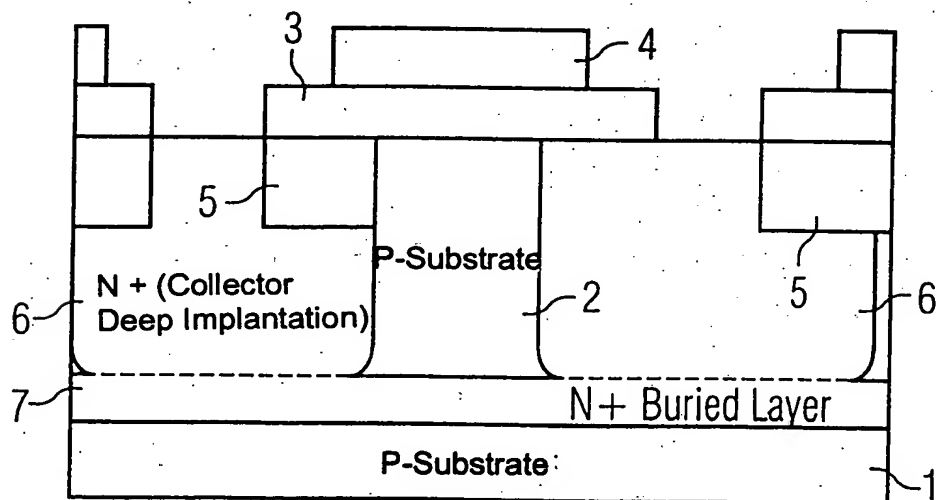 4
3
5
P-Substrate
5
6
N + (Collector
Deep Implantation)
2
6
7
N+ Buried Layer
P-Substrate
1